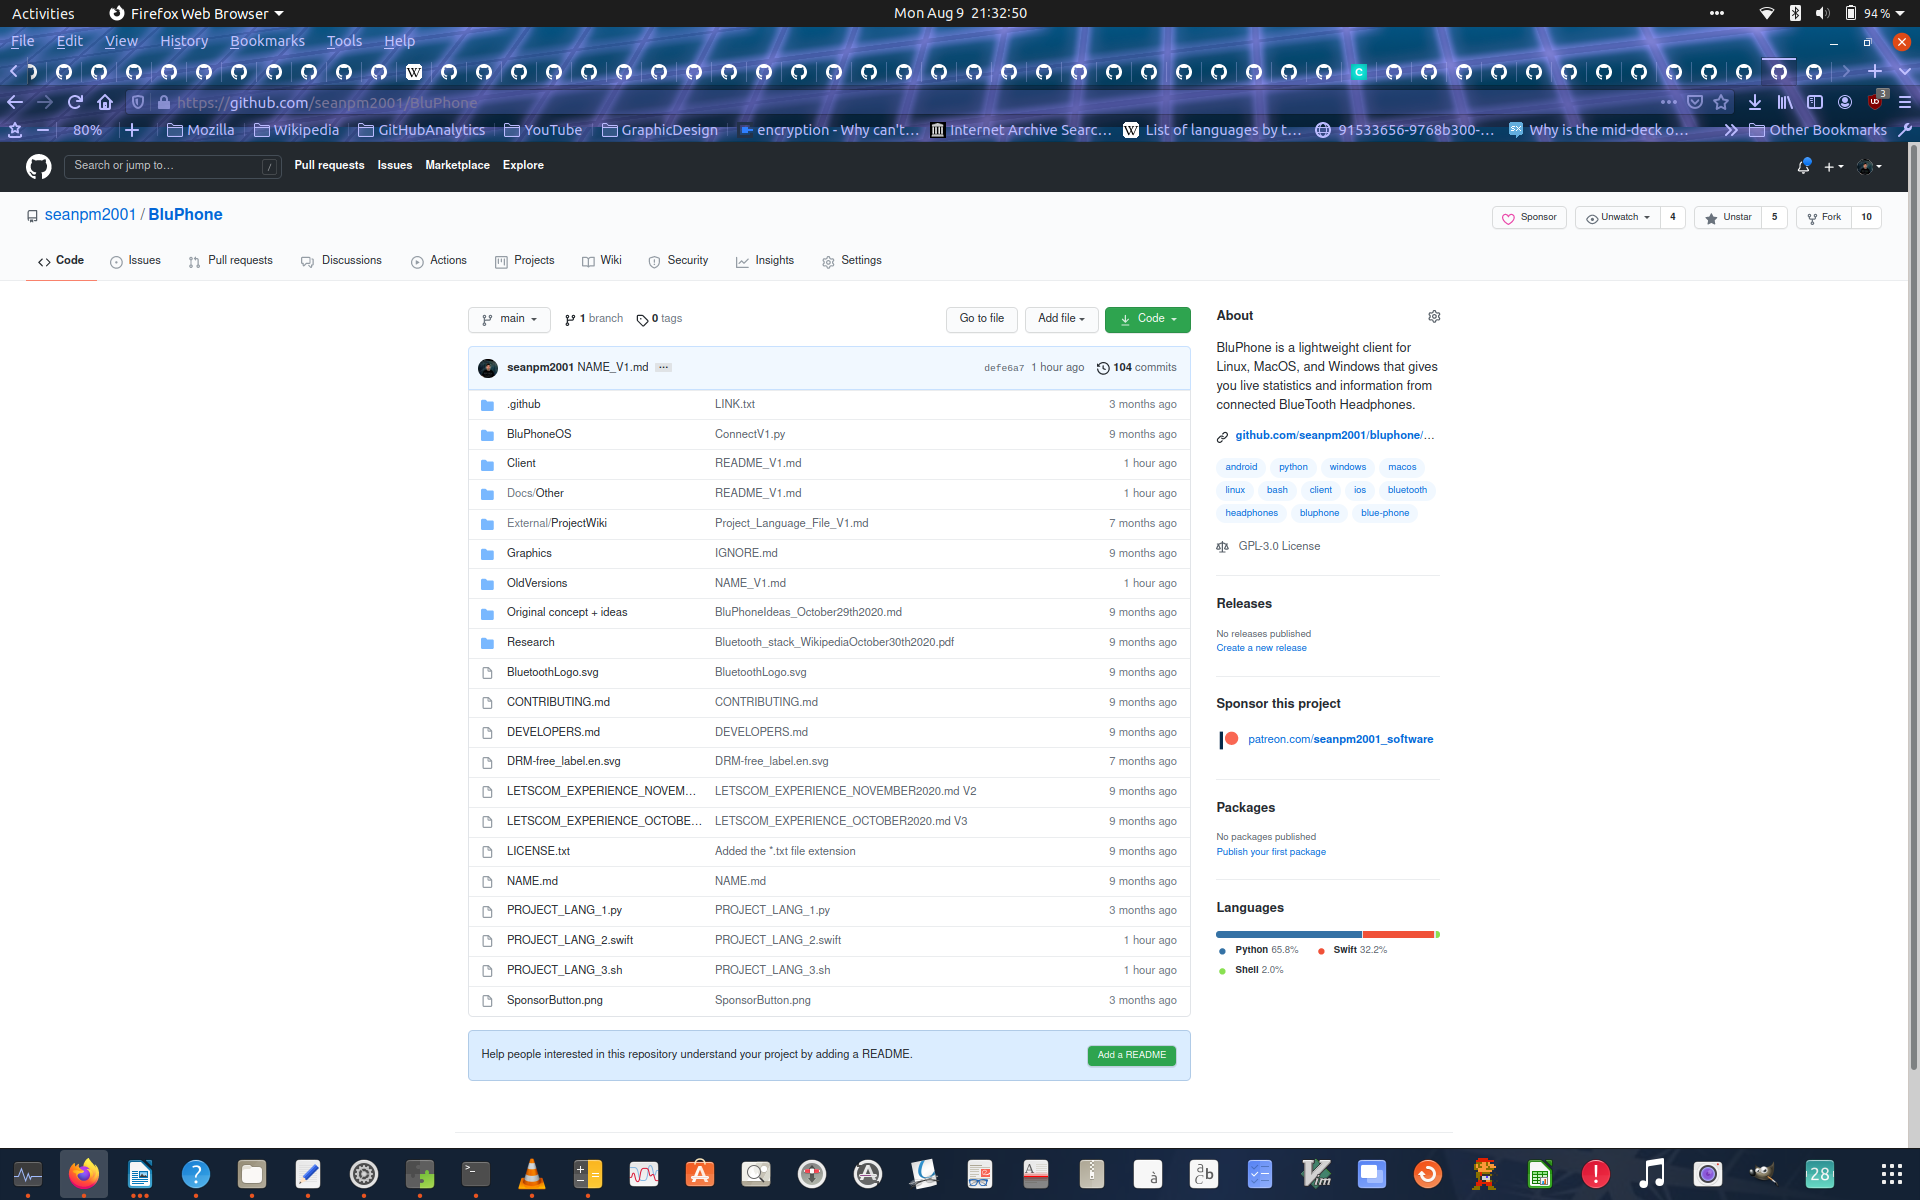 Activities Firefox Web Browser Mon Aug 9 21:32:50 94 %
File Edit View History Bookmarks Tools Help
https://github.com/seanpm2001/BluPhone 3
80% Mozilla Wikipedia GitHubAnalytics YouTube GraphicDesign encryption - Why can't... Internet Archive Searc... List of languages by t... 91533656-9768b300-... Why is the mid-deck o... Other Bookmarks
Search or jump to... / Pull requests Issues Marketplace Explore
seanpm2001 / BluPhone Sponsor Unwatch 4 Unstar 5 Fork 10
Code Issues Pull requests Discussions Actions Projects Wiki Security Insights Settings
main 1 branch 0 tags Go to file Add file Code
seanpm2001 NAME_V1.md ... defe6a7 1 hour ago 104 commits
.github LINK.txt 3 months ago
BluPhoneOS ConnectV1.py 9 months ago
Client README_V1.md 1 hour ago
Docs/Other README_V1.md 1 hour ago
External/ProjectWiki Project_Language_File_V1.md 7 months ago
Graphics IGNORE.md 9 months ago
OldVersions NAME_V1.md 1 hour ago
Original concept + ideas BluPhoneIdeas_October29th2020.md 9 months ago
Research Bluetooth_stack_WikipediaOctober30th2020.pdf 9 months ago
BluetoothLogo.svg BluetoothLogo.svg 9 months ago
CONTRIBUTING.md CONTRIBUTING.md 9 months ago
DEVELOPERS.md DEVELOPERS.md 9 months ago
DRM-free_label.en.svg DRM-free_label.en.svg 7 months ago
LETSCOM_EXPERIENCE_NOVEM... LETSCOM_EXPERIENCE_NOVEMBER2020.md V2 9 months ago
LETSCOM_EXPERIENCE_OCTOBE... LETSCOM_EXPERIENCE_OCTOBER2020.md V3 9 months ago
LICENSE.txt Added the *.txt file extension 9 months ago
NAME.md NAME.md 9 months ago
PROJECT_LANG_1.py PROJECT_LANG_1.py 3 months ago
PROJECT_LANG_2.swift PROJECT_LANG_2.swift 1 hour ago
PROJECT_LANG_3.sh PROJECT_LANG_3.sh 1 hour ago
SponsorButton.png SponsorButton.png 3 months ago
Help people interested in this repository understand your project by adding a README. Add a README
About
BluPhone is a lightweight client for
Linux, MacOS, and Windows that gives
you live statistics and information from
connected BlueTooth Headphones.
github.com/seanpm2001/bluphone/...
android python windows macos
linux bash client ios bluetooth
headphones bluphone blue-phone
GPL-3.0 License
Releases
No releases published
Create a new release
Sponsor this project
patreon.com/seanpm2001_software
Packages
No packages published
Publish your first package
Languages
Python 65.8% Swift 32.2%
Shell 2.0%
28